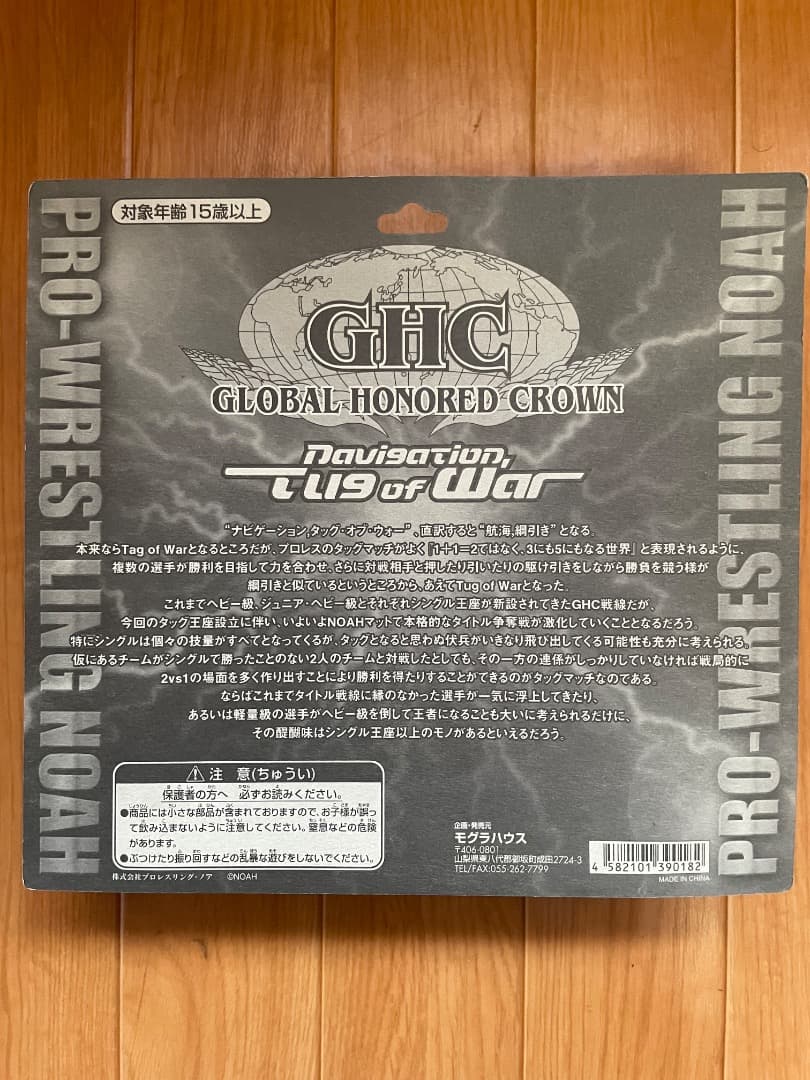 対象年齢15歳以上
PRO-WRESTLING NOAH
PRO-WRESTLING NOAH
GHC
GLOBAL HONORED CROWN
Navigation,
Tug of War
“ナビゲーション,タッグ・オブ・ウォー”、直訳すると“航海,綱引き”となる。
本来ならTag of Warとなるところだが、プロレスのタッグマッチがよく『1+1=2ではなく、3にも5にもなる世界』と表現されるように、
複数の選手が勝利を目指して力を合わせ、さらに対戦相手と押したり引いたりの駆け引きをしながら勝負を競う様が
綱引きと似ているというところから、あえてTug of Warとなった。
これまでヘビー級、ジュニア・ヘビー級とそれぞれシングル王座が新設されてきたGHC戦線だが、
今回のタッグ王座設立に伴い、いよいよNOAHマットで本格的なタイトル争奪戦が激化していくこととなるだろう。
特にシングルは個々の技量がすべてとなってくるが、タッグとなると思わぬ伏兵がいきなり飛び出してくる可能性も充分に考えられる。
仮にあるチームがシングルで勝ったことのない2人のチームと対戦したとしても、その一方の連係がしっかりしていなければ戦局的に
2vs1の場面を多く作り出すことにより勝利を得たりすることができるのがタッグマッチなのである。
ならばこれまでタイトル戦線に縁のなかった選手が一気に浮上してきたり、
あるいは軽量級の選手がヘビー級を倒して王者になることも大いに考えられるだけに、
その醍醐味はシングル王座以上のモノがあるといえるだろう。
注 意(ちゅうい)
保護者の方へ 必ずお読みください。
●商品には小さな部品が含まれておりますので、お子様が誤っ
て飲み込まないように注意してください。窒息などの危険
があります。
●ぶつけたり振り回すなどの乱暴な遊びをしないでください。
株式会社プロレスリング・ノア ©NOAH
企画・発売元
モグラハウス
〒406-0801
山梨県東八代郡御坂町成田2724-3
TEL/FAX:055-262-7799
4 582101 390182
MADE IN CHINA